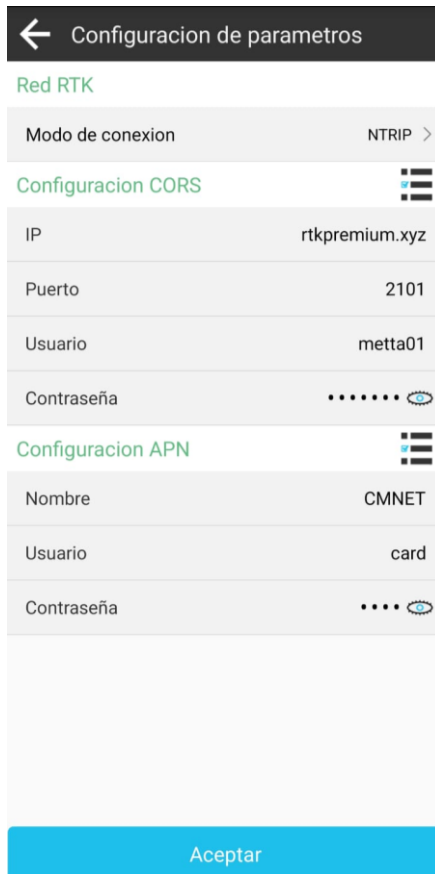 Configuracion de parametros
Red RTK
Modo de conexion NTRIP >
Configuracion CORS
IP rtkpremium.xyz
Puerto 2101
Usuario metta01
Contraseña •••••••
Configuracion APN
Nombre CMNET
Usuario card
Contraseña ••••
Aceptar